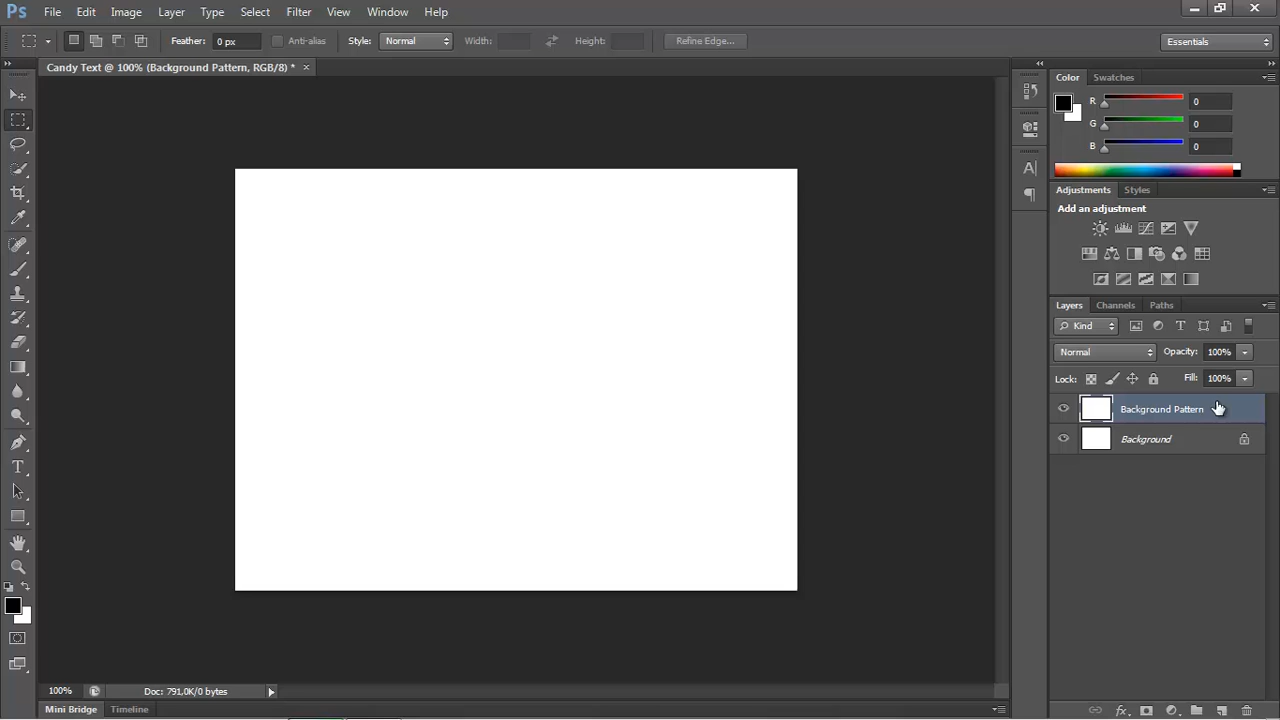 Ps File Edit Image Layer Type Select Filter View Window Help
Feather: 0 px Anti-alias Style: Normal Width: Height: Refine Edge... Essentials
Candy Text @ 100% (Background Pattern, RGB/8) * ×
Color Swatches
R 0
G 0
B 0
Adjustments Styles
Add an adjustment
Layers Channels Paths
Kind
Normal Opacity: 100%
Lock: Fill: 100%
Background Pattern
Background
100% Doc: 791,0K/0 bytes
Mini Bridge Timeline